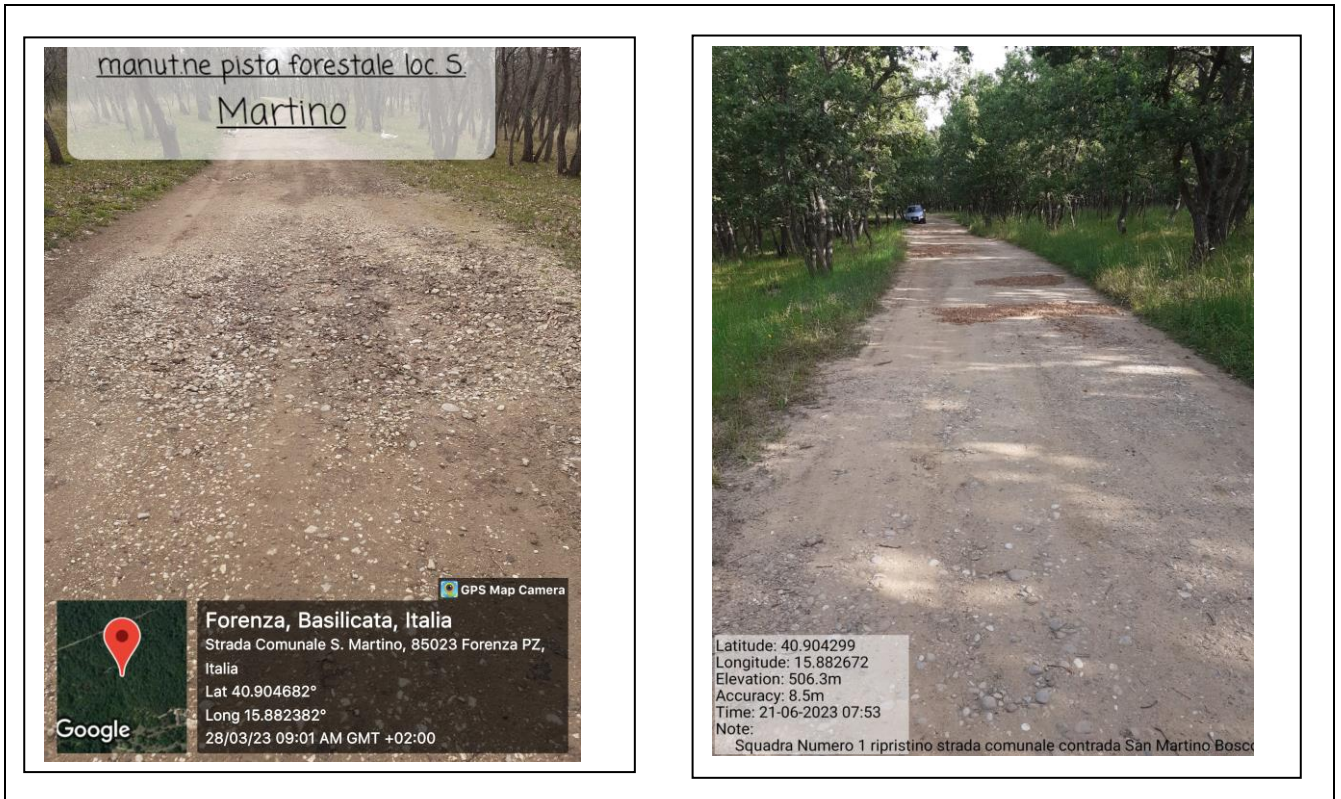 manut.ne pista forestale loc. S.
Martino
GPS Map Camera
Forenza, Basilicata, Italia
Strada Comunale S. Martino, 85023 Forenza PZ,
Italia
Lat 40.904682°
Long 15.882382°
28/03/23 09:01 AM GMT +02:00
Google
Latitude: 40.904299
Longitude: 15.882672
Elevation: 506.3m
Accuracy: 8.5m
Time: 21-06-2023 07:53
Note:
Squadra Numero 1 ripristino strada comunale contrada San Martino Bosco